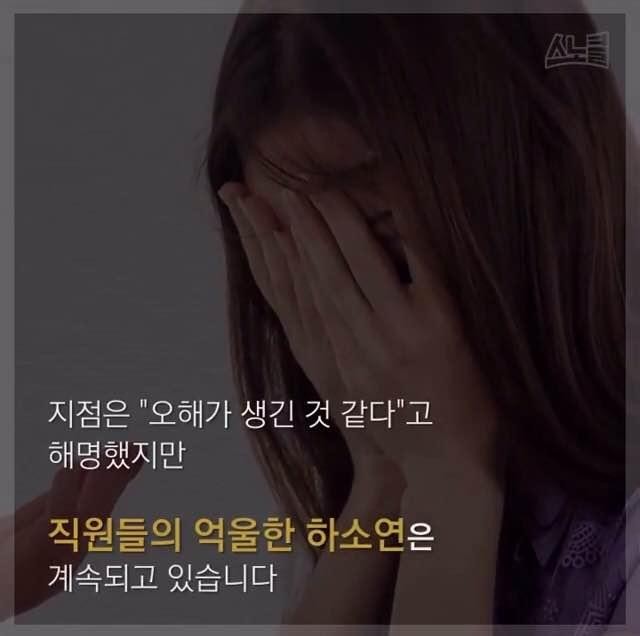 스노클
지점은 "오해가 생긴 것 같다"고
해명했지만
직원들의 억울한 하소연은
계속되고 있습니다